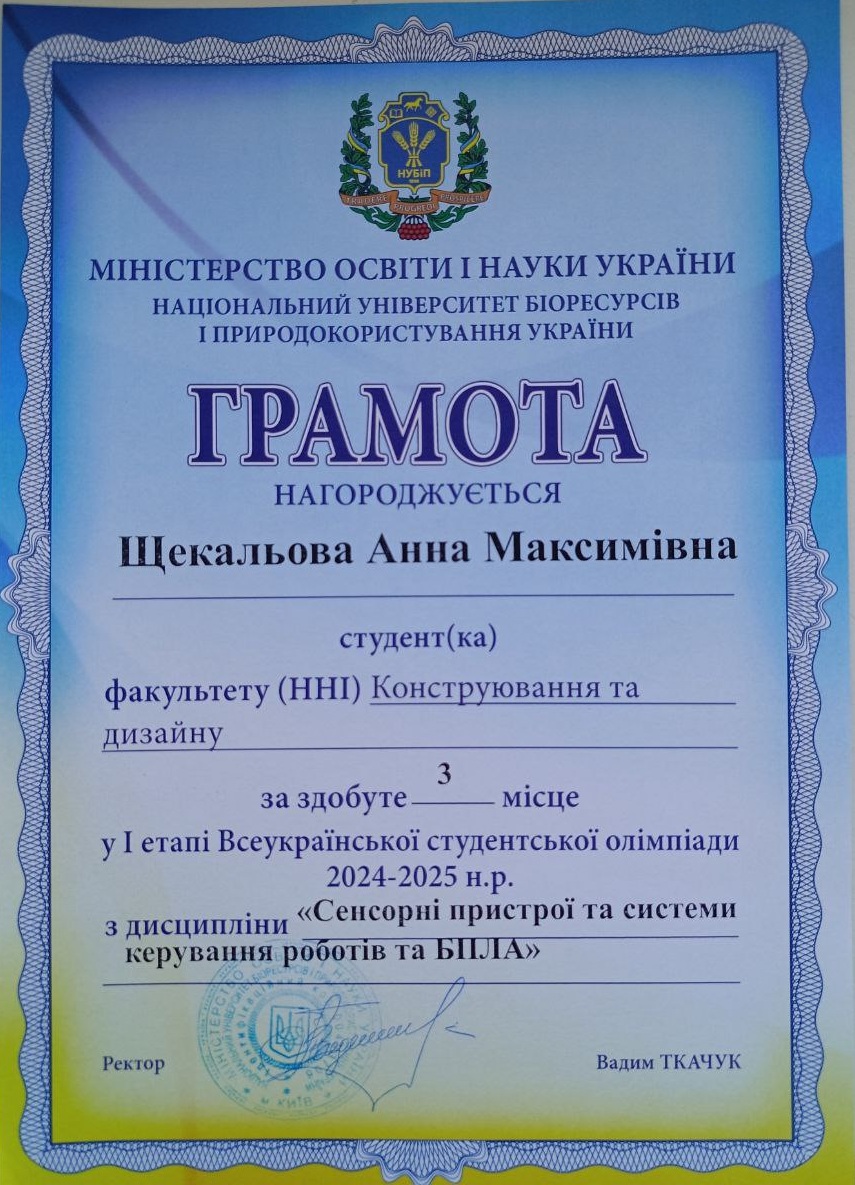 НУБіП
PROGREDI
МІНІСТЕРСТВО ОСВІТИ І НАУКИ УКРАЇНИ
НАЦІОНАЛЬНИЙ УНІВЕРСИТЕТ БІОРЕСУРСІВ
І ПРИРОДОКОРИСТУВАННЯ УКРАЇНИ
ГРАМОТА
НАГОРОДЖУЄТЬСЯ
Щекальова Анна Максимівна
студент(ка)
факультету (ННІ) Конструювання та
дизайну
за здобуте 3 місце
у І етапі Всеукраїнської студентської олімпіади
2024-2025 н.р.
з дисципліни «Сенсорні пристрої та системи
керування роботів та БПЛА»
Ректор Вадим ТКАЧУК